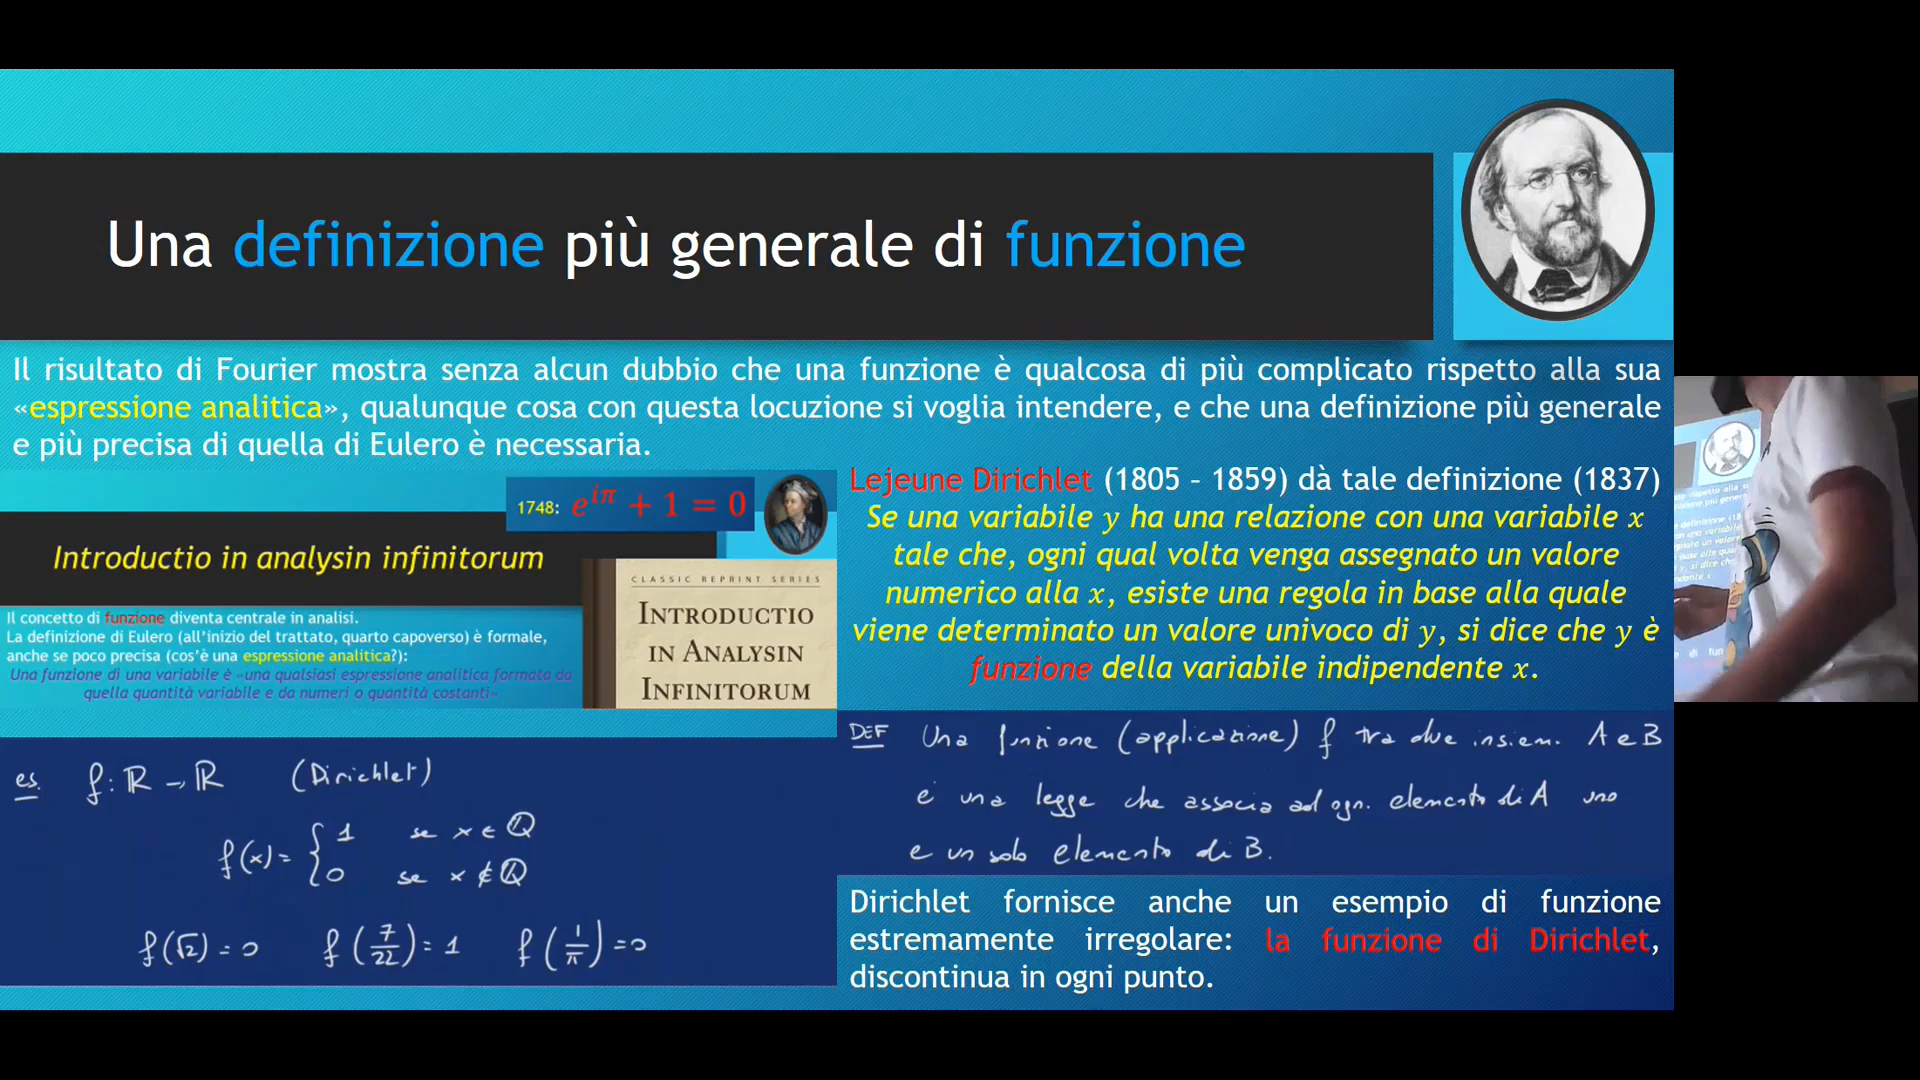 Una definizione più generale di funzione
Il risultato di Fourier mostra senza alcun dubbio che una funzione è qualcosa di più complicato rispetto alla sua
«espressione analitica», qualunque cosa con questa locuzione si voglia intendere, e che una definizione più generale
e più precisa di quella di Eulero è necessaria.
1748: e^{iπ} + 1 = 0
Introductio in analysin infinitorum
Il concetto di funzione diventa centrale in analisi.
La definizione di Eulero (all'inizio del trattato, quarto capoverso) è formale,
anche se poco precisa (cos'è una espressione analitica?):
Una funzione di una variabile è «una qualsiasi espressione analitica formata da
quella quantità variabile e da numeri o quantità costanti»
CLASSIC REPRINT SERIES
INTRODUCTIO
IN ANALYSIN
INFINITORUM
Lejeune Dirichlet (1805 – 1859) dà tale definizione (1837)
Se una variabile y ha una relazione con una variabile x
tale che, ogni qual volta venga assegnato un valore
numerico alla x, esiste una regola in base alla quale
viene determinato un valore univoco di y, si dice che y è
funzione della variabile indipendente x.
es. f: ℝ → ℝ (Dirichlet)
f(x) = { 1 se x ∈ ℚ
0 se x ∉ ℚ
f(√2) = 0 f(7/22) = 1 f(1/π) = 0
DEF Una funzione (applicazione) f tra due insiemi A e B
è una legge che associa ad ogni elemento di A uno
e un solo elemento di B.
Dirichlet fornisce anche un esempio di funzione
estremamente irregolare: la funzione di Dirichlet,
discontinua in ogni punto.